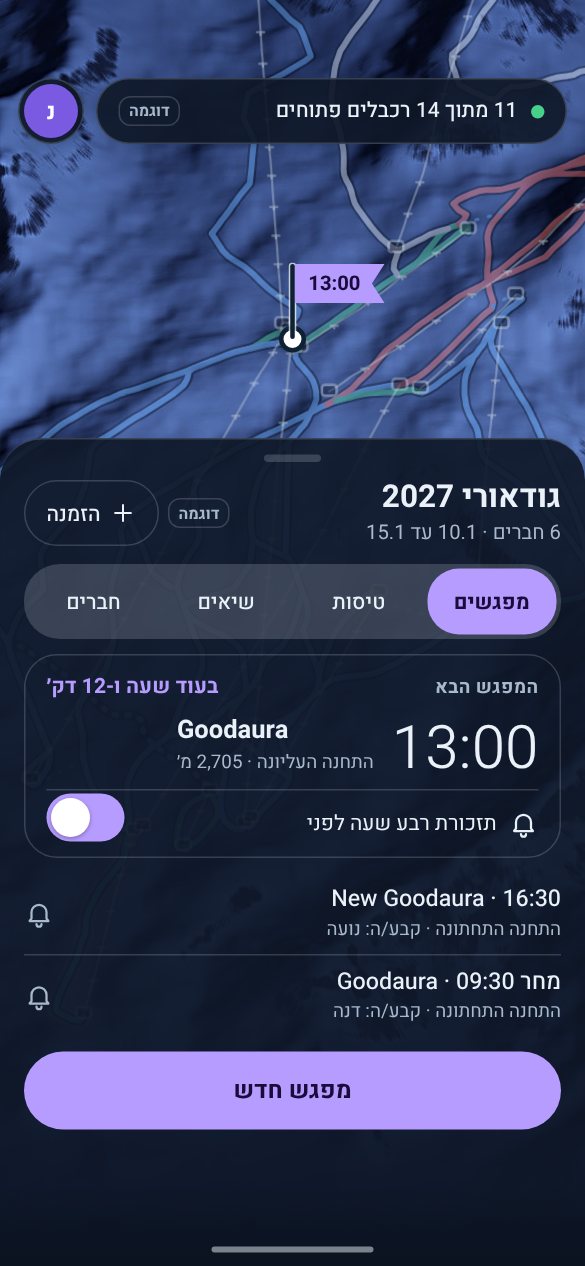 11 מתוך 14 רכבלים פתוחים
דוגמה
נ
13:00
גודאורי 2027
6 חברים · 10.1 עד 15.1
דוגמה
+ הזמנה
מפגשים
טיסות
שיאים
חברים
המפגש הבא
בעוד שעה ו-12 דק׳
13:00
Goodaura
התחנה העליונה · 2,705 מ׳
תזכורת רבע שעה לפני
16:30 · New Goodaura
התחנה התחתונה · קבע/ה: נועה
מחר 09:30 · Goodaura
התחנה התחתונה · קבע/ה: דנה
מפגש חדש